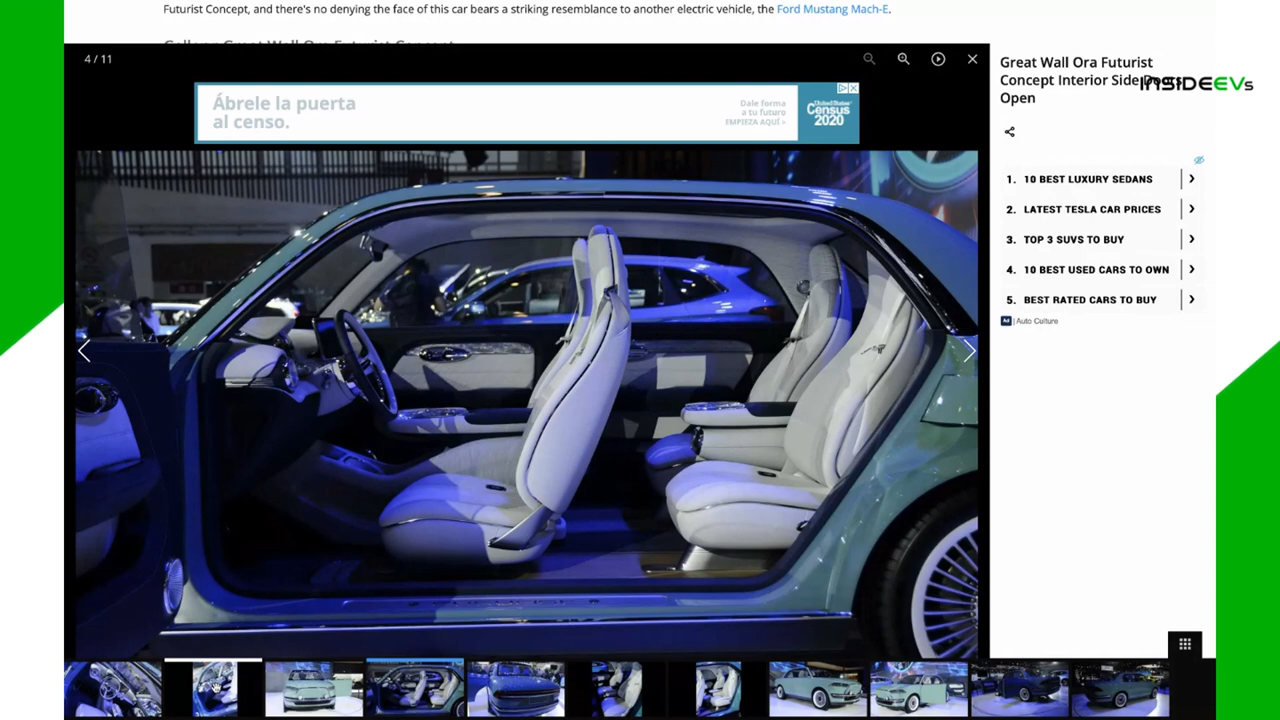 Futurist Concept, and there's no denying the face of this car bears a striking resemblance to another electric vehicle, the Ford Mustang Mach-E.
4 / 11
Ábrele la puerta
al censo.
Dale forma
a tu futuro
EMPIEZA AQUÍ >
United States®
Census
2020
Great Wall Ora Futurist
Concept Interior Side Doors
Open
INSIDEEVs
1. 10 BEST LUXURY SEDANS
2. LATEST TESLA CAR PRICES
3. TOP 3 SUVS TO BUY
4. 10 BEST USED CARS TO OWN
5. BEST RATED CARS TO BUY
Ad | Auto Culture